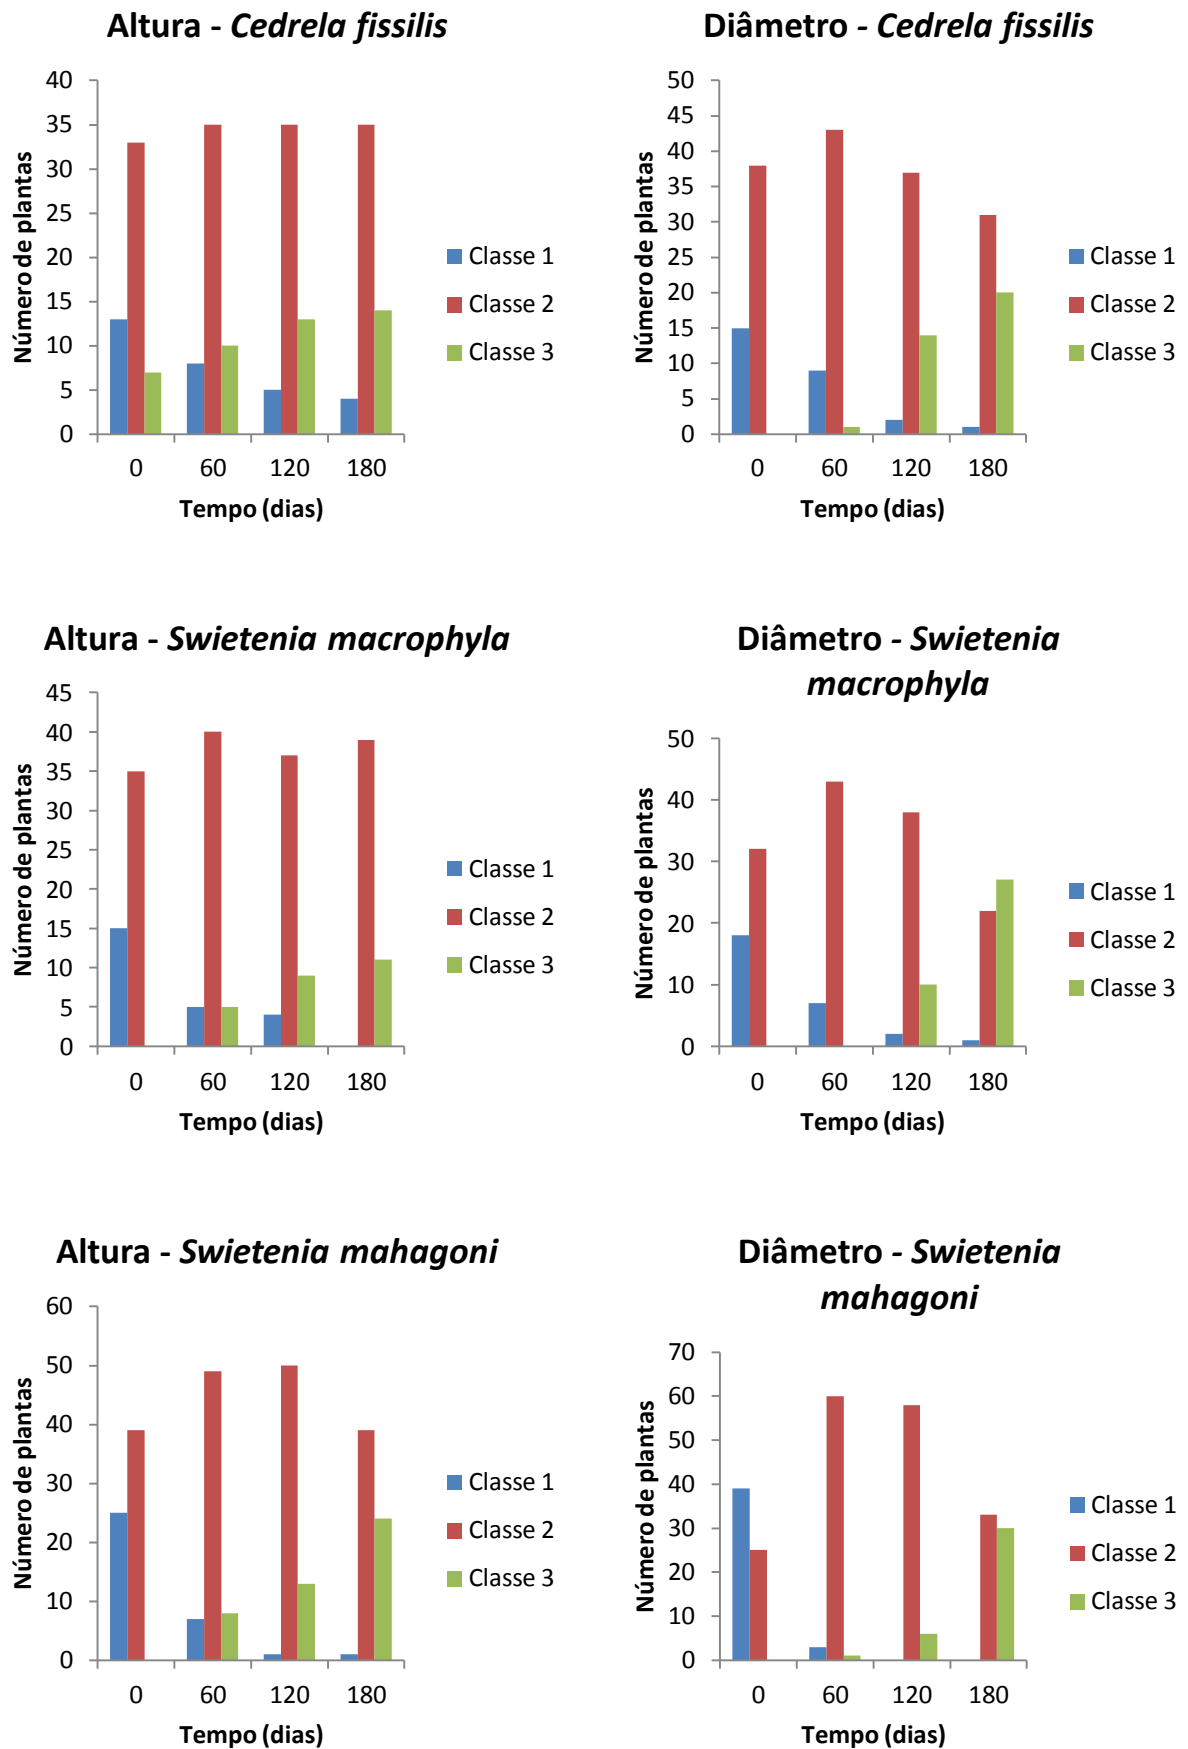 Altura - Cedrela fissilis
40
35
30
25
20
15
10
5
0
Número de plantas
0 60 120 180
Tempo (dias)
Classe 1
Classe 2
Classe 3
Diâmetro - Cedrela fissilis
50
45
40
35
30
25
20
15
10
5
0
Número de plantas
0 60 120 180
Tempo (dias)
Classe 1
Classe 2
Classe 3
Altura - Swietenia macrophyla
45
40
35
30
25
20
15
10
5
0
Número de plantas
0 60 120 180
Tempo (dias)
Classe 1
Classe 2
Classe 3
Diâmetro - Swietenia
macrophyla
50
40
30
20
10
0
Número de plantas
0 60 120 180
Tempo (dias)
Classe 1
Classe 2
Classe 3
Altura - Swietenia mahagoni
60
50
40
30
20
10
0
Número de plantas
0 60 120 180
Tempo (dias)
Classe 1
Classe 2
Classe 3
Diâmetro - Swietenia
mahagoni
70
60
50
40
30
20
10
0
Número de plantas
0 60 120 180
Tempo (dias)
Classe 1
Classe 2
Classe 3